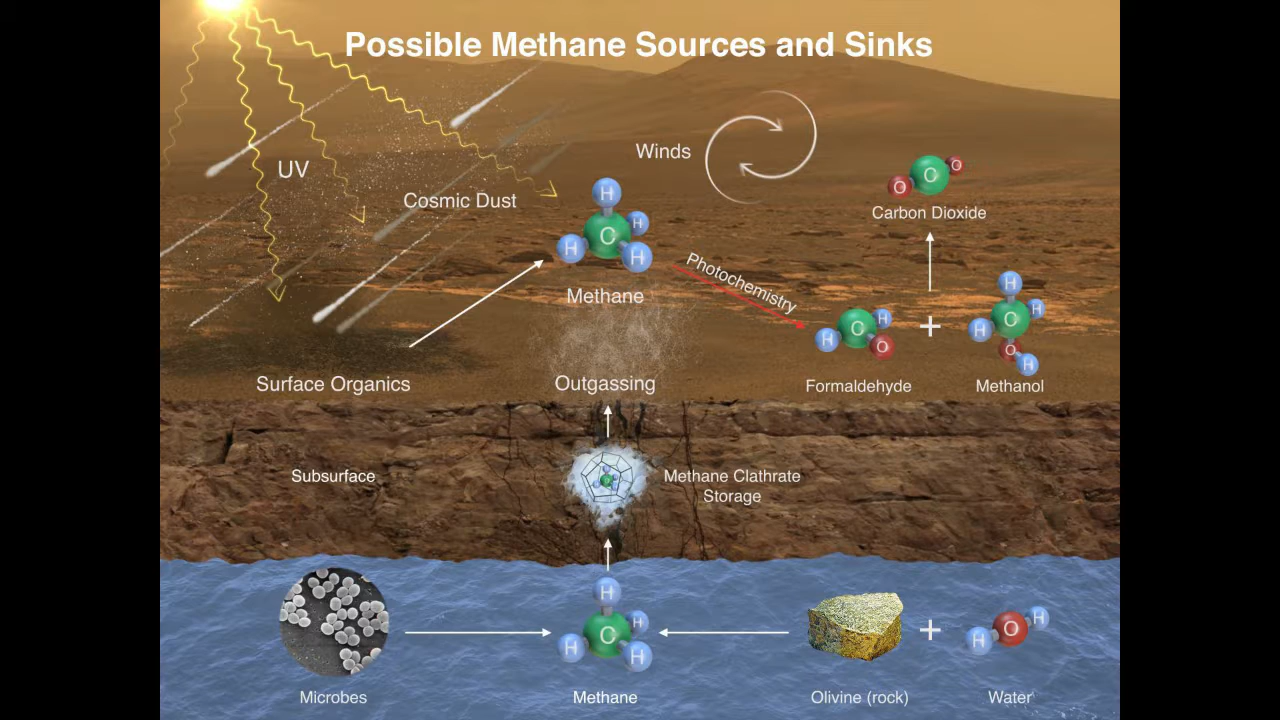 Possible Methane Sources and Sinks
UV
Cosmic Dust
Winds
H
H
C
H
H
Methane
C
O
O
Carbon Dioxide
Photochemistry
H
C
H
O
Formaldehyde
+
H
H
C
H
O
H
Methanol
Surface Organics
Outgassing
Subsurface
Methane Clathrate
Storage
Microbes
H
H
C
H
H
Methane
Olivine (rock)
+
H
O
H
Water